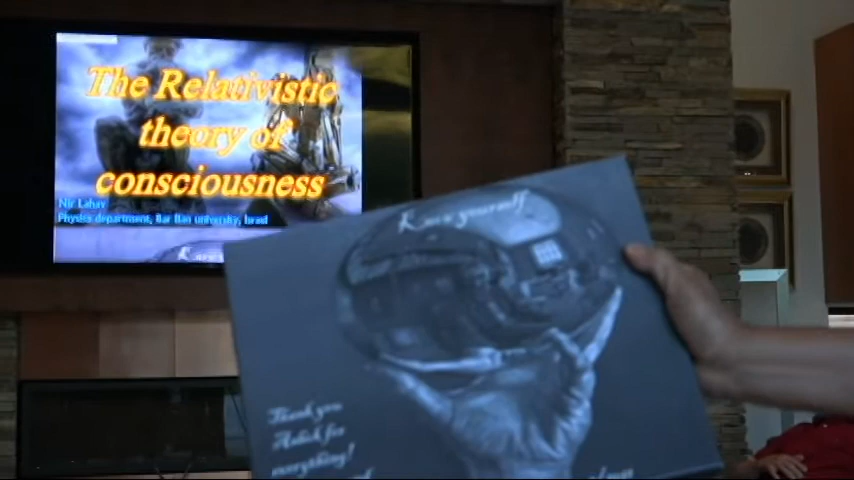 The Relativistic
theory of
consciousness
Nir Lahav
Physics department, Bar Ilan university, Israel
Know yourself
Thank you
for
everything!